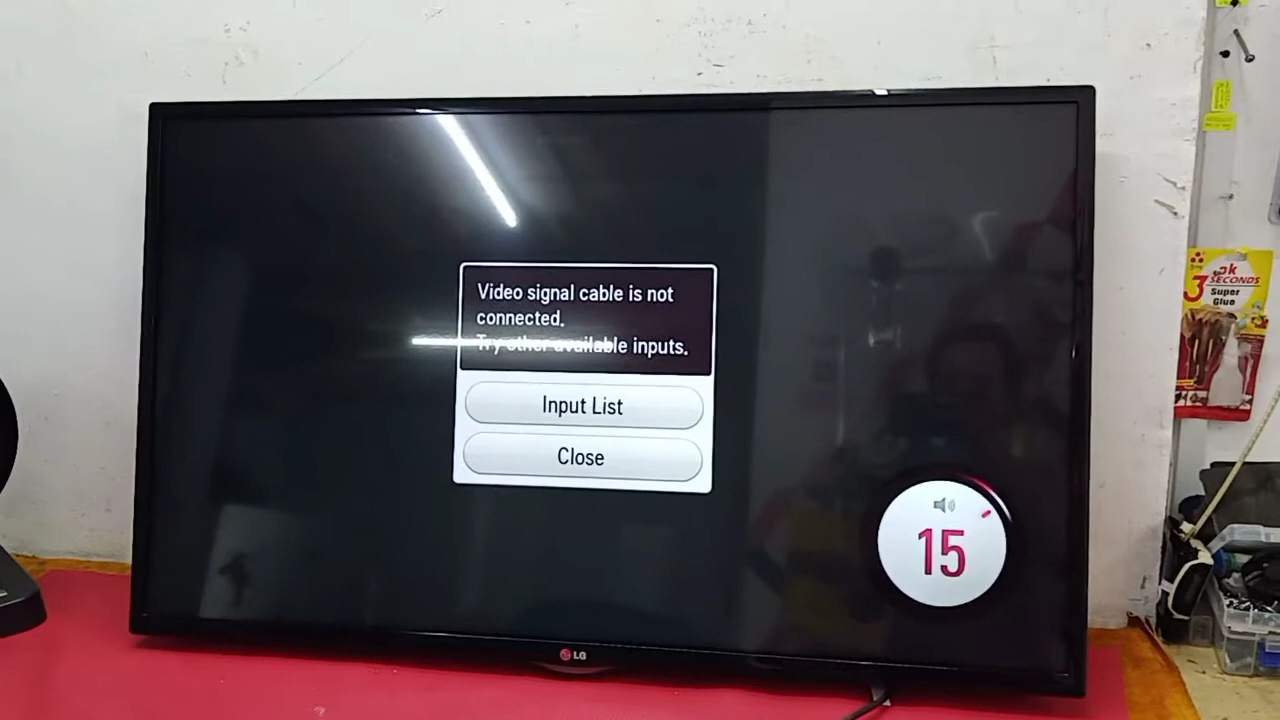 Video signal cable is not
connected.
Try other available inputs.
Input List
Close
15
LG
3
SECONDS
Super
Glue